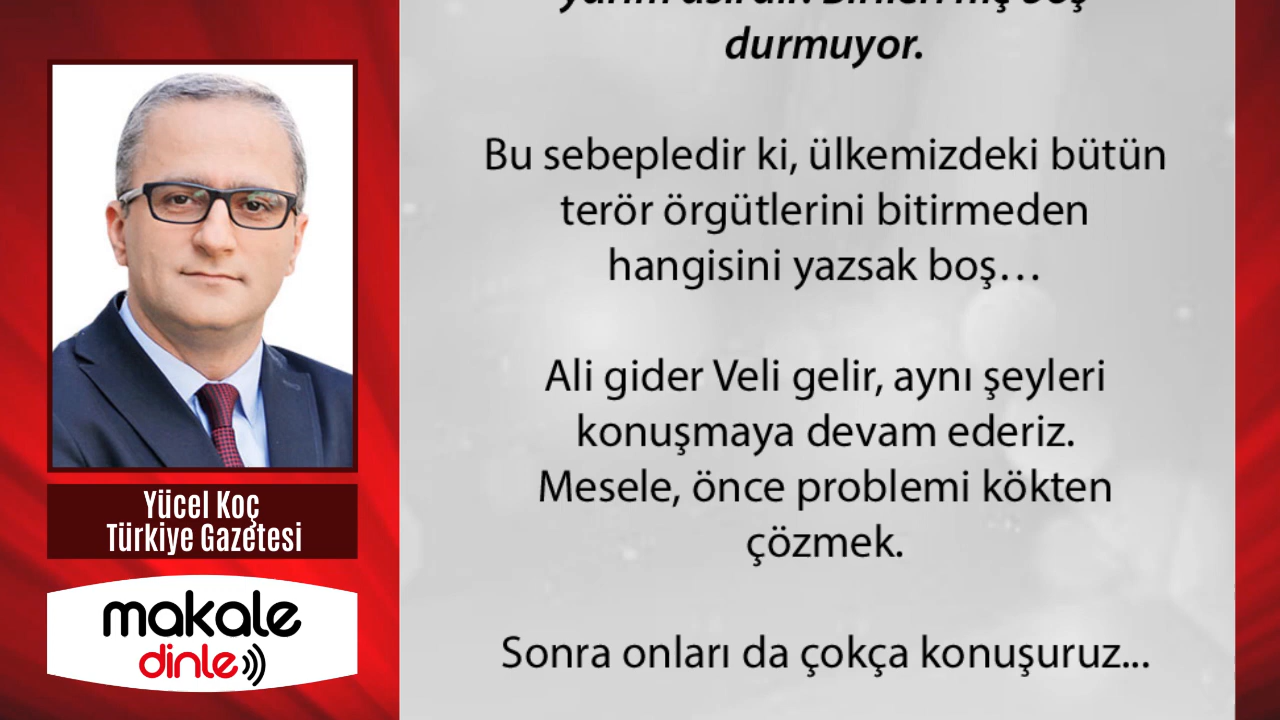 durmuyor.
Bu sebepledir ki, ülkemizdeki bütün
terör örgütlerini bitirmeden
hangisini yazsak boş…
Ali gider Veli gelir, aynı şeyleri
konuşmaya devam ederiz.
Mesele, önce problemi kökten
çözmek.
Sonra onları da çokça konuşuruz...
Yücel Koç
Türkiye Gazetesi
makale
dinle